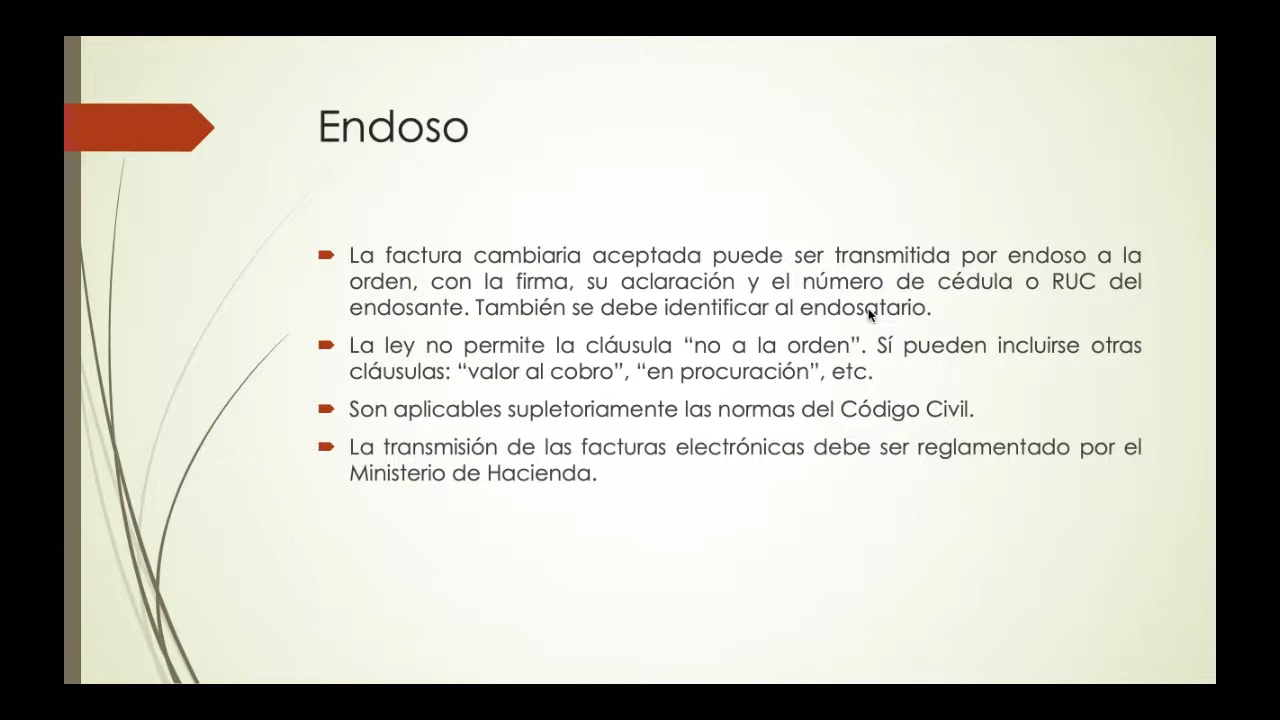 Endoso
La factura cambiaria aceptada puede ser transmitida por endoso a la
orden, con la firma, su aclaración y el número de cédula o RUC del
endosante. También se debe identificar al endosatario.
La ley no permite la cláusula “no a la orden”. Sí pueden incluirse otras
cláusulas: “valor al cobro”, “en procuración”, etc.
Son aplicables supletoriamente las normas del Código Civil.
La transmisión de las facturas electrónicas debe ser reglamentado por el
Ministerio de Hacienda.